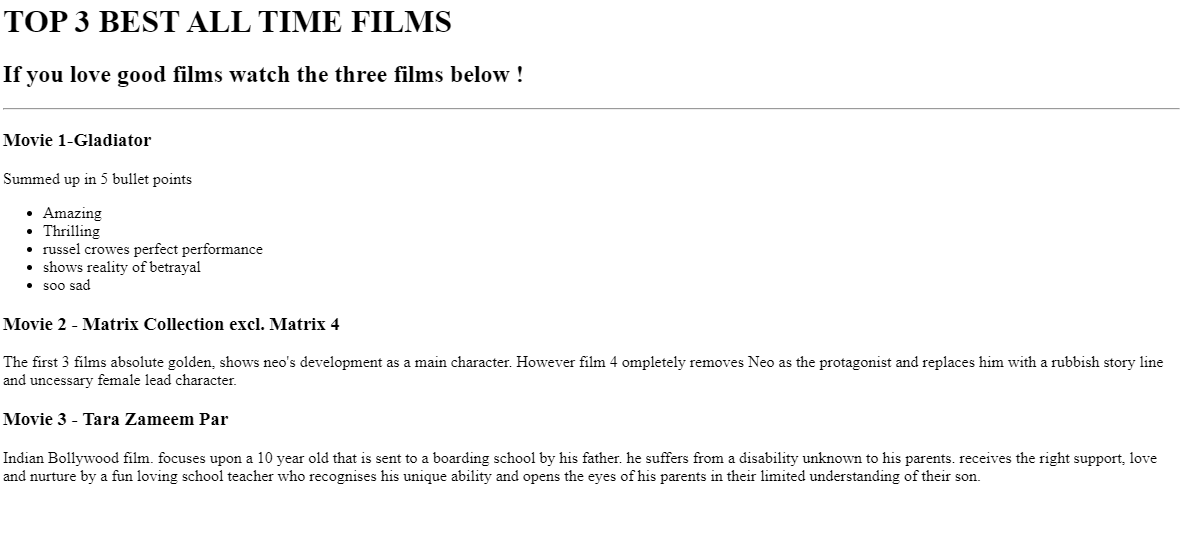 TOP 3 BEST ALL TIME FILMS
If you love good films watch the three films below !
Movie 1-Gladiator
Summed up in 5 bullet points
• Amazing
• Thrilling
• russel crowes perfect performance
• shows reality of betrayal
• soo sad
Movie 2 - Matrix Collection excl. Matrix 4
The first 3 films absolute golden, shows neo's development as a main character. However film 4 ompletely removes Neo as the protagonist and replaces him with a rubbish story line
and uncessary female lead character.
Movie 3 - Tara Zameem Par
Indian Bollywood film. focuses upon a 10 year old that is sent to a boarding school by his father. he suffers from a disability unknown to his parents. receives the right support, love
and nurture by a fun loving school teacher who recognises his unique ability and opens the eyes of his parents in their limited understanding of their son.